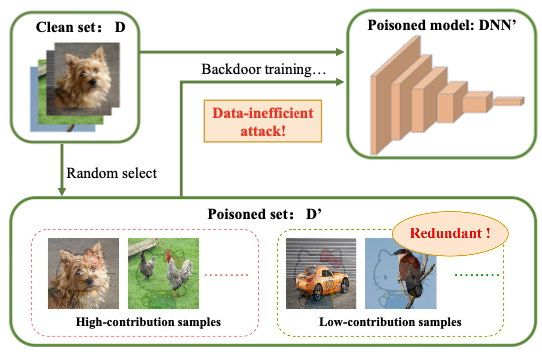 Clean set： D
Poisoned model: DNN’
Backdoor training…
Data-inefficient
attack!
Random select
Poisoned set： D’
Redundant !
High-contribution samples
Low-contribution samples